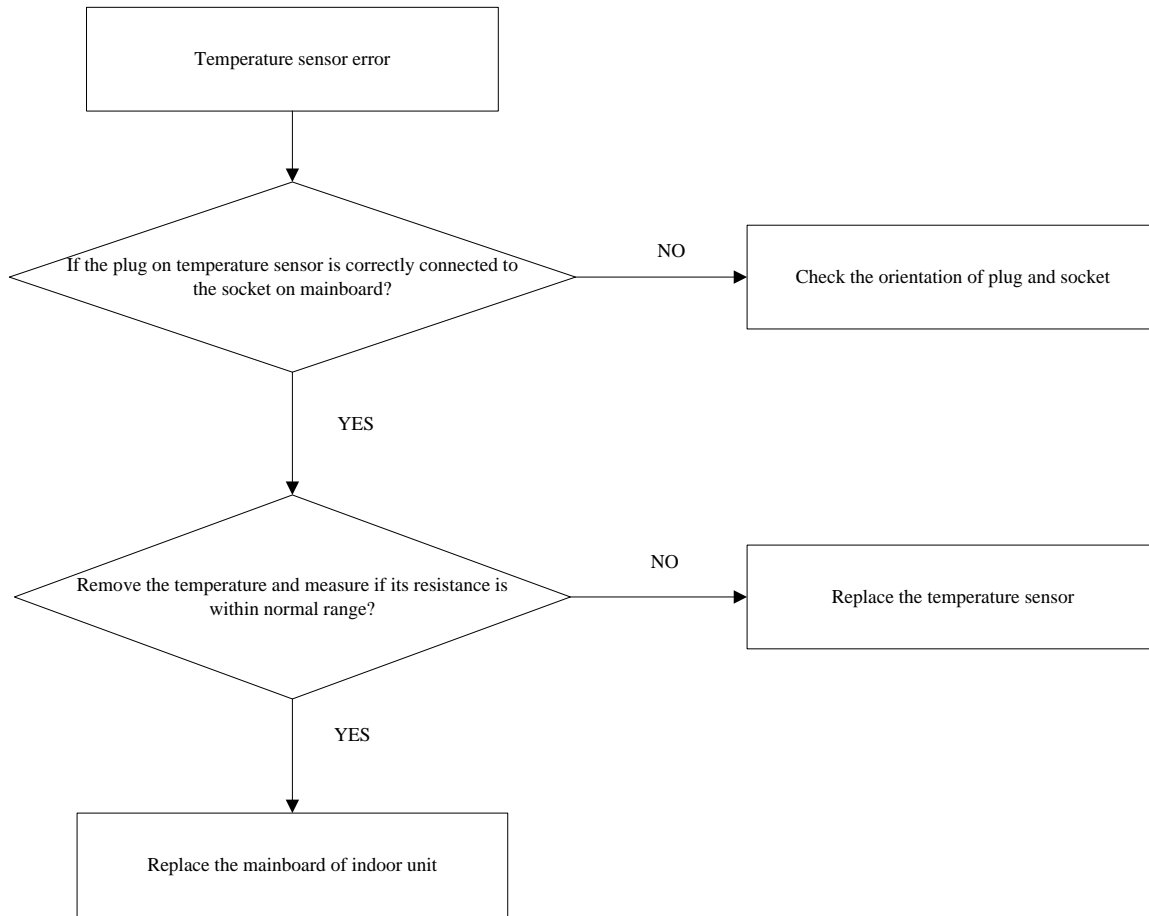 Temperature sensor error
If the plug on temperature sensor is correctly connected to
the socket on mainboard?
NO
Check the orientation of plug and socket
YES
Remove the temperature and measure if its resistance is
within normal range?
NO
Replace the temperature sensor
YES
Replace the mainboard of indoor unit